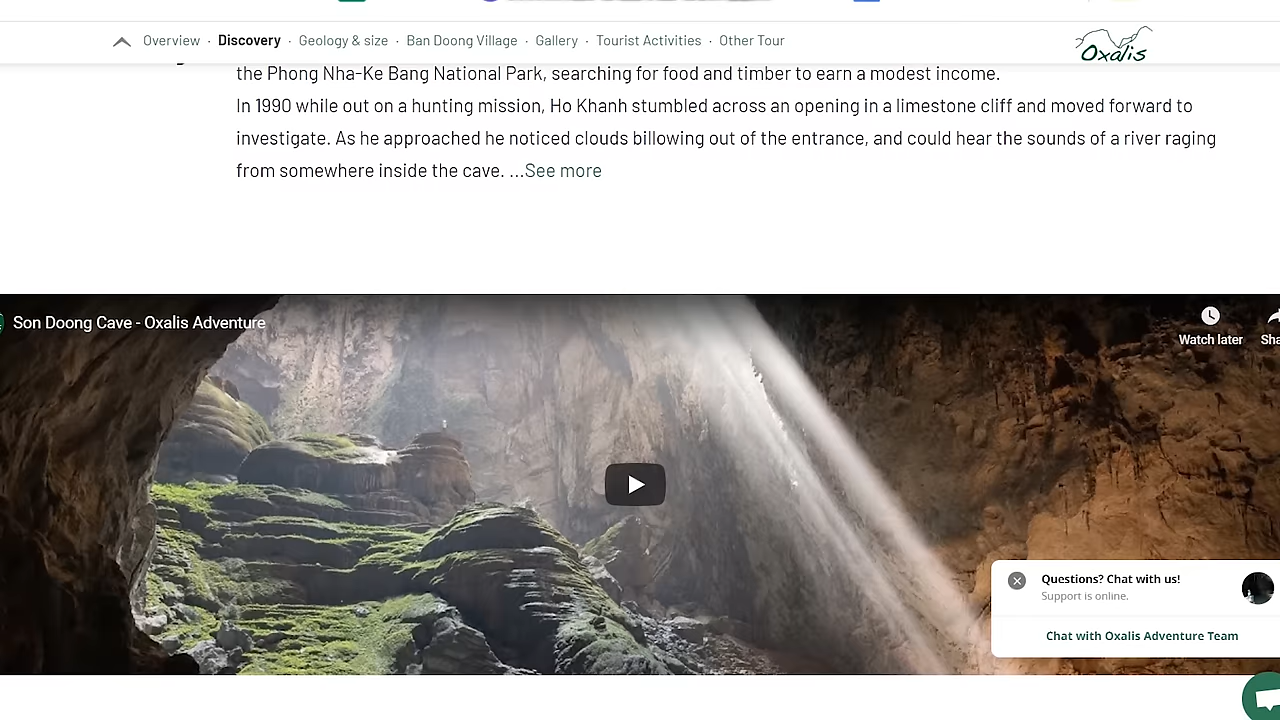 Overview · Discovery · Geology & size · Ban Doong Village · Gallery · Tourist Activities · Other Tour
Oxalis
the Phong Nha-Ke Bang National Park, searching for food and timber to earn a modest income.
In 1990 while out on a hunting mission, Ho Khanh stumbled across an opening in a limestone cliff and moved forward to
investigate. As he approached he noticed clouds billowing out of the entrance, and could hear the sounds of a river raging
from somewhere inside the cave. ...See more
Son Doong Cave - Oxalis Adventure
Watch later
Sha
Questions? Chat with us!
Support is online.
Chat with Oxalis Adventure Team